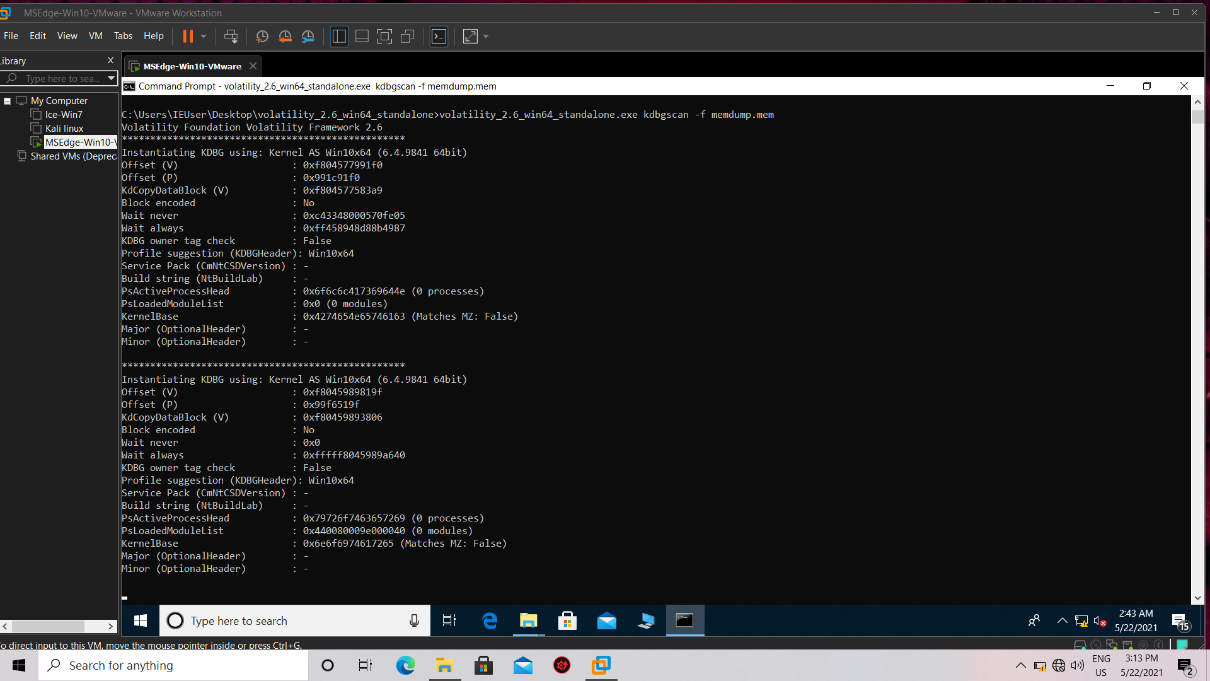 MSEdge-Win10-VMware - VMware Workstation
File Edit View VM Tabs Help
Library
Type here to sea...
My Computer
Ice-Win7
Kali linux
MSEdge-Win10-V
Shared VMs (Depreca
MSEdge-Win10-VMware
Command Prompt - volatility_2.6_win64_standalone.exe kdbgscan -f memdump.mem
C:\Users\IEUser\Desktop\volatility_2.6_win64_standalone>volatility_2.6_win64_standalone.exe kdbgscan -f memdump.mem
Volatility Foundation Volatility Framework 2.6
**************************************************
Instantiating KDBG using: Kernel AS Win10x64 (6.4.9841 64bit)
Offset (V) : 0xf804577991f0
Offset (P) : 0x991c91f0
KdCopyDataBlock (V) : 0xf804577583a9
Block encoded : No
Wait never : 0xc43348000570fe05
Wait always : 0xff458948d88b4987
KDBG owner tag check : False
Profile suggestion (KDBGHeader): Win10x64
Service Pack (CmNtCSDVersion) : -
Build string (NtBuildLab) : -
PsActiveProcessHead : 0x6f6c6c417369644e (0 processes)
PsLoadedModuleList : 0x0 (0 modules)
KernelBase : 0x4274654e65746163 (Matches MZ: False)
Major (OptionalHeader) : -
Minor (OptionalHeader) : -
**************************************************
Instantiating KDBG using: Kernel AS Win10x64 (6.4.9841 64bit)
Offset (V) : 0xf8045989819f
Offset (P) : 0x99f6519f
KdCopyDataBlock (V) : 0xf80459893806
Block encoded : No
Wait never : 0x0
Wait always : 0xfffff8045989a640
KDBG owner tag check : False
Profile suggestion (KDBGHeader): Win10x64
Service Pack (CmNtCSDVersion) : -
Build string (NtBuildLab) : -
PsActiveProcessHead : 0x79726f7463657269 (0 processes)
PsLoadedModuleList : 0x440080009e000040 (0 modules)
KernelBase : 0x6e6f6974617265 (Matches MZ: False)
Major (OptionalHeader) : -
Minor (OptionalHeader) : -
Type here to search
2:43 AM
5/22/2021
15
o direct input to this VM, move the mouse pointer inside or press Ctrl+G.
Search for anything
ENG
US
3:13 PM
5/22/2021
2